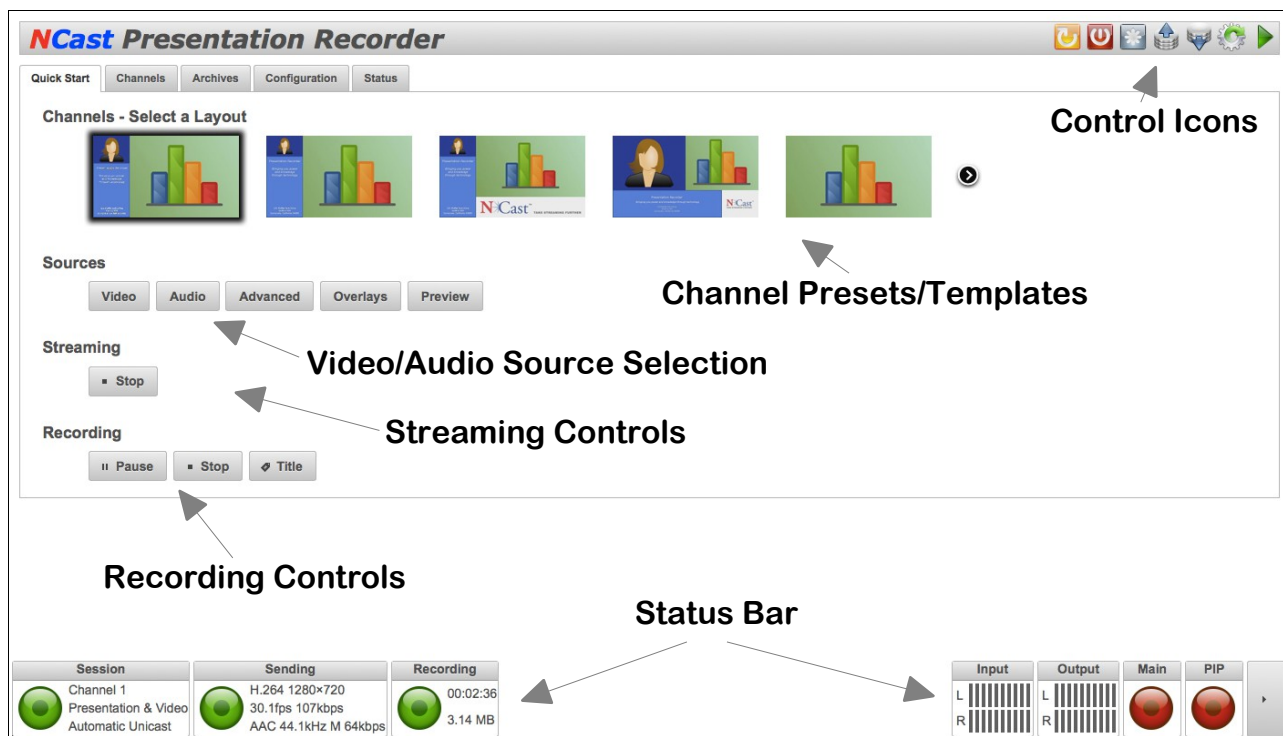 NCast Presentation Recorder
Quick Start Channels Archives Configuration Status
Control Icons
Channels - Select a Layout
NCast
NCast
Channel Presets/Templates
Sources
Video Audio Advanced Overlays Preview
Video/Audio Source Selection
Streaming
Stop
Streaming Controls
Recording
Pause Stop Title
Recording Controls
Status Bar
Session
Channel 1
Presentation & Video
Automatic Unicast
Sending
H.264 1280×720
30.1fps 107kbps
AAC 44.1kHz M 64kbps
Recording
00:02:36
3.14 MB
Input
L
R
Output
L
R
Main
PIP